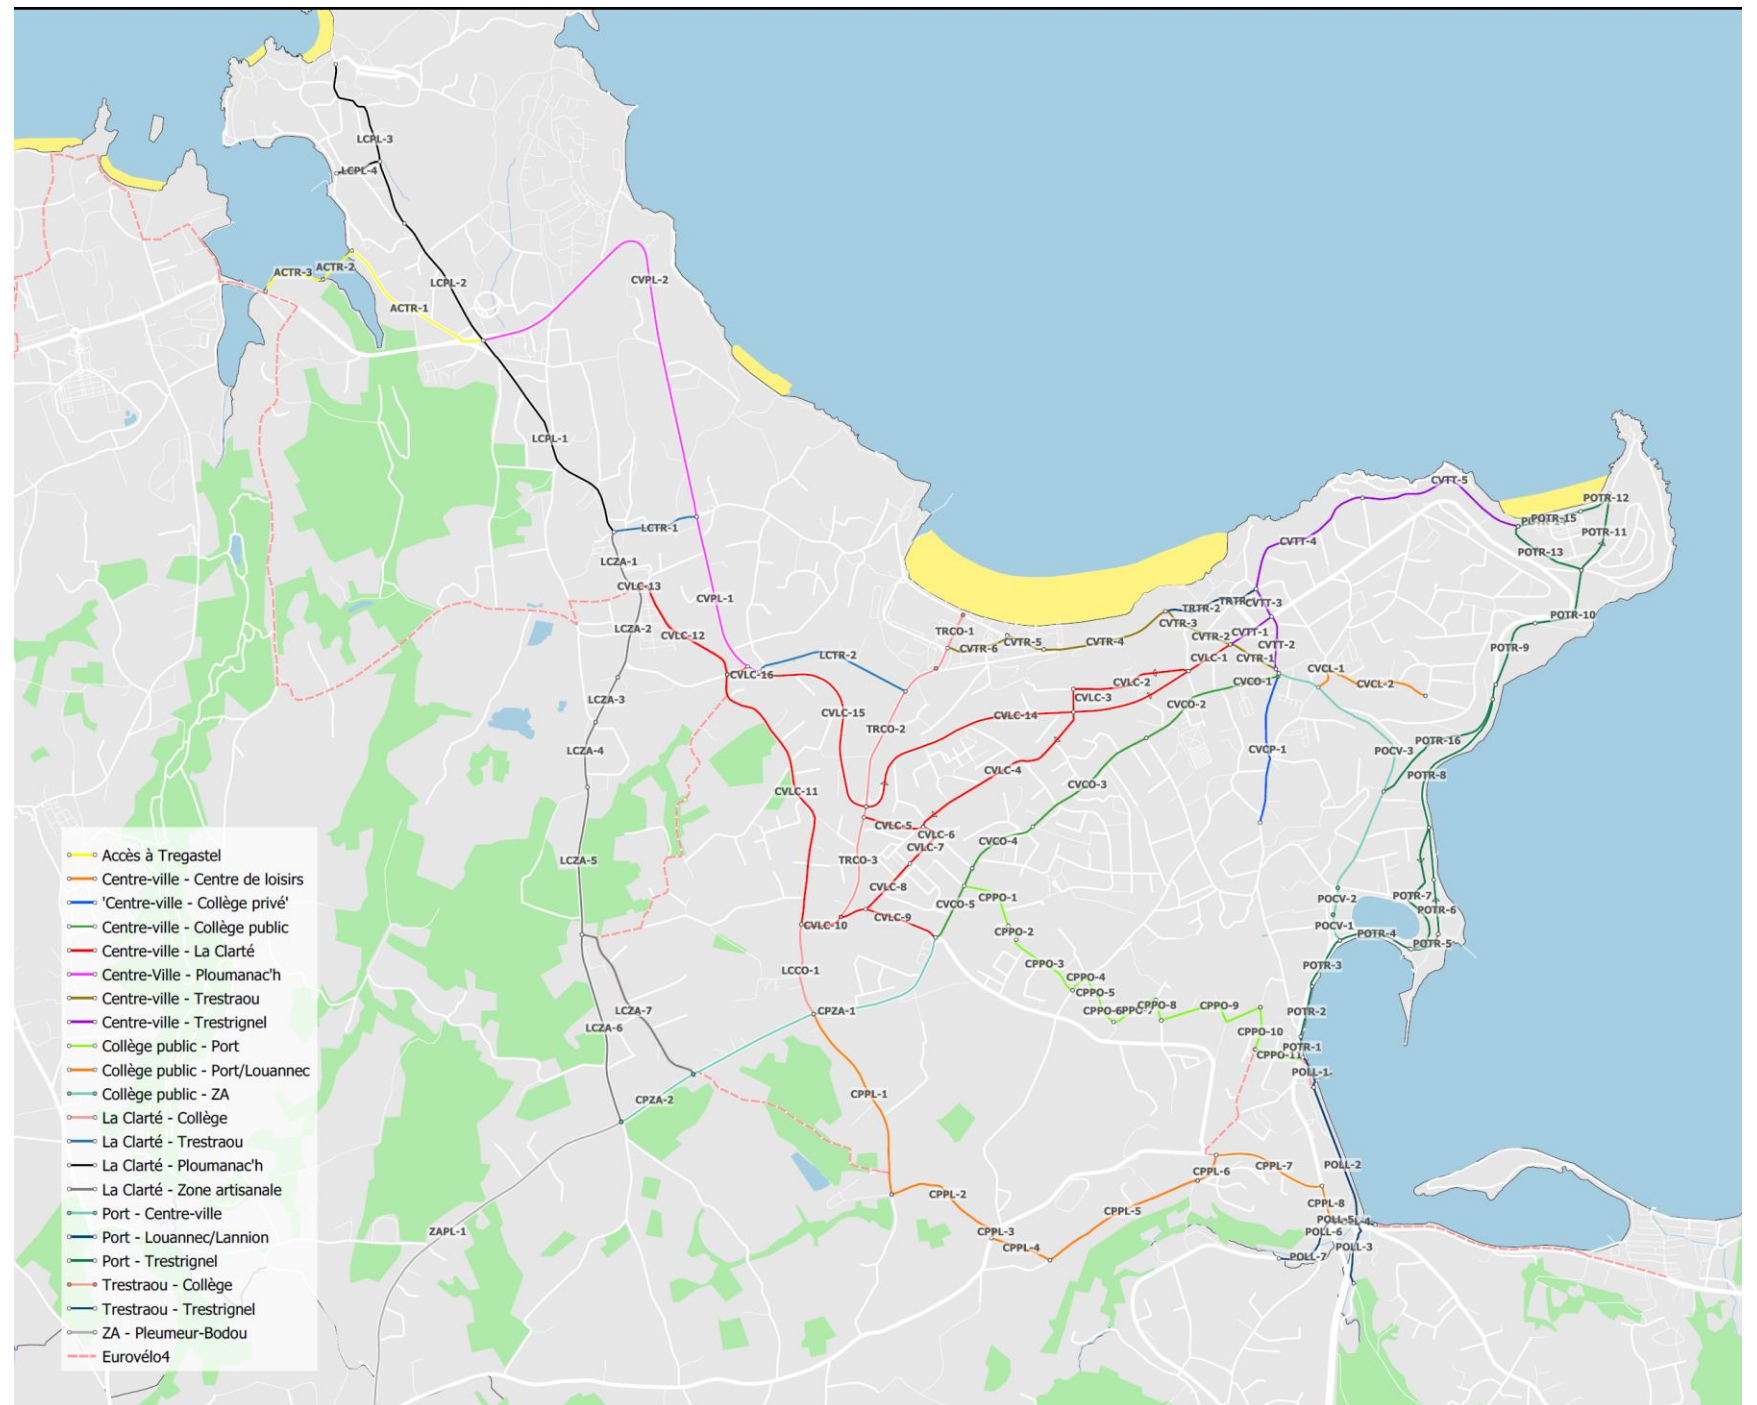 LCPL-3
LCPL-4
ACTR-3
ACTR-2
LCPL-2
CVPL-2
ACTR-1
LCPL-1
CVTT-5
POTR-12
POTR-15
LCTR-1
POTR-11
CVTT-4
POTR-13
LCZA-1
CVLC-13
CVPL-1
CVTT-3
TRTR-2
POTR-10
LCZA-2
CVLC-12
TRCO-1
CVTR-3
CVTT-1
CVTR-2
CVTR-5
CVTR-4
CVTR-6
CVTT-2
POTR-9
LCTR-2
CVLC-1
CVTR-1
CVLC-16
CVCL-1
CVLC-2
CVCO-1
CVCL-2
LCZA-3
CVLC-3
CVCO-2
CVLC-15
CVLC-14
TRCO-2
POTR-16
LCZA-4
CVCP-1
POCV-3
CVLC-4
POTR-8
CVCO-3
CVLC-11
CVLC-5
CVLC-6
CVCO-4
CVLC-7
LCZA-5
TRCO-3
CVLC-8
CPPO-1
POCV-2
POTR-7
CVCO-5
POTR-6
CVLC-9
CVLC-10
POCV-1
CPPO-2
POTR-4
POTR-5
CPPO-3
POTR-3
LCCO-1
CPPO-4
CPPO-5
CPPO-8
CPPO-9
CPPO-6
LCZA-7
CPZA-1
POTR-2
LCZA-6
CPPO-10
POTR-1
CPPO-11
POLL-1
CPPL-1
CPZA-2
POLL-2
CPPL-7
CPPL-6
CPPL-2
CPPL-8
CPPL-5
POLL-5
CPPL-3
ZAPL-1
POLL-6
CPPL-4
POLL-3
POLL-7
Accès à Tregastel
Centre-ville - Centre de loisirs
'Centre-ville - Collège privé'
Centre-ville - Collège public
Centre-ville - La Clarté
Centre-Ville - Ploumanac'h
Centre-ville - Trestraou
Centre-ville - Trestrignel
Collège public - Port
Collège public - Port/Louannec
Collège public - ZA
La Clarté - Collège
La Clarté - Trestraou
La Clarté - Ploumanac'h
La Clarté - Zone artisanale
Port - Centre-ville
Port - Louannec/Lannion
Port - Trestrignel
Trestraou - Collège
Trestraou - Trestrignel
ZA - Pleumeur-Bodou
Eurovélo4